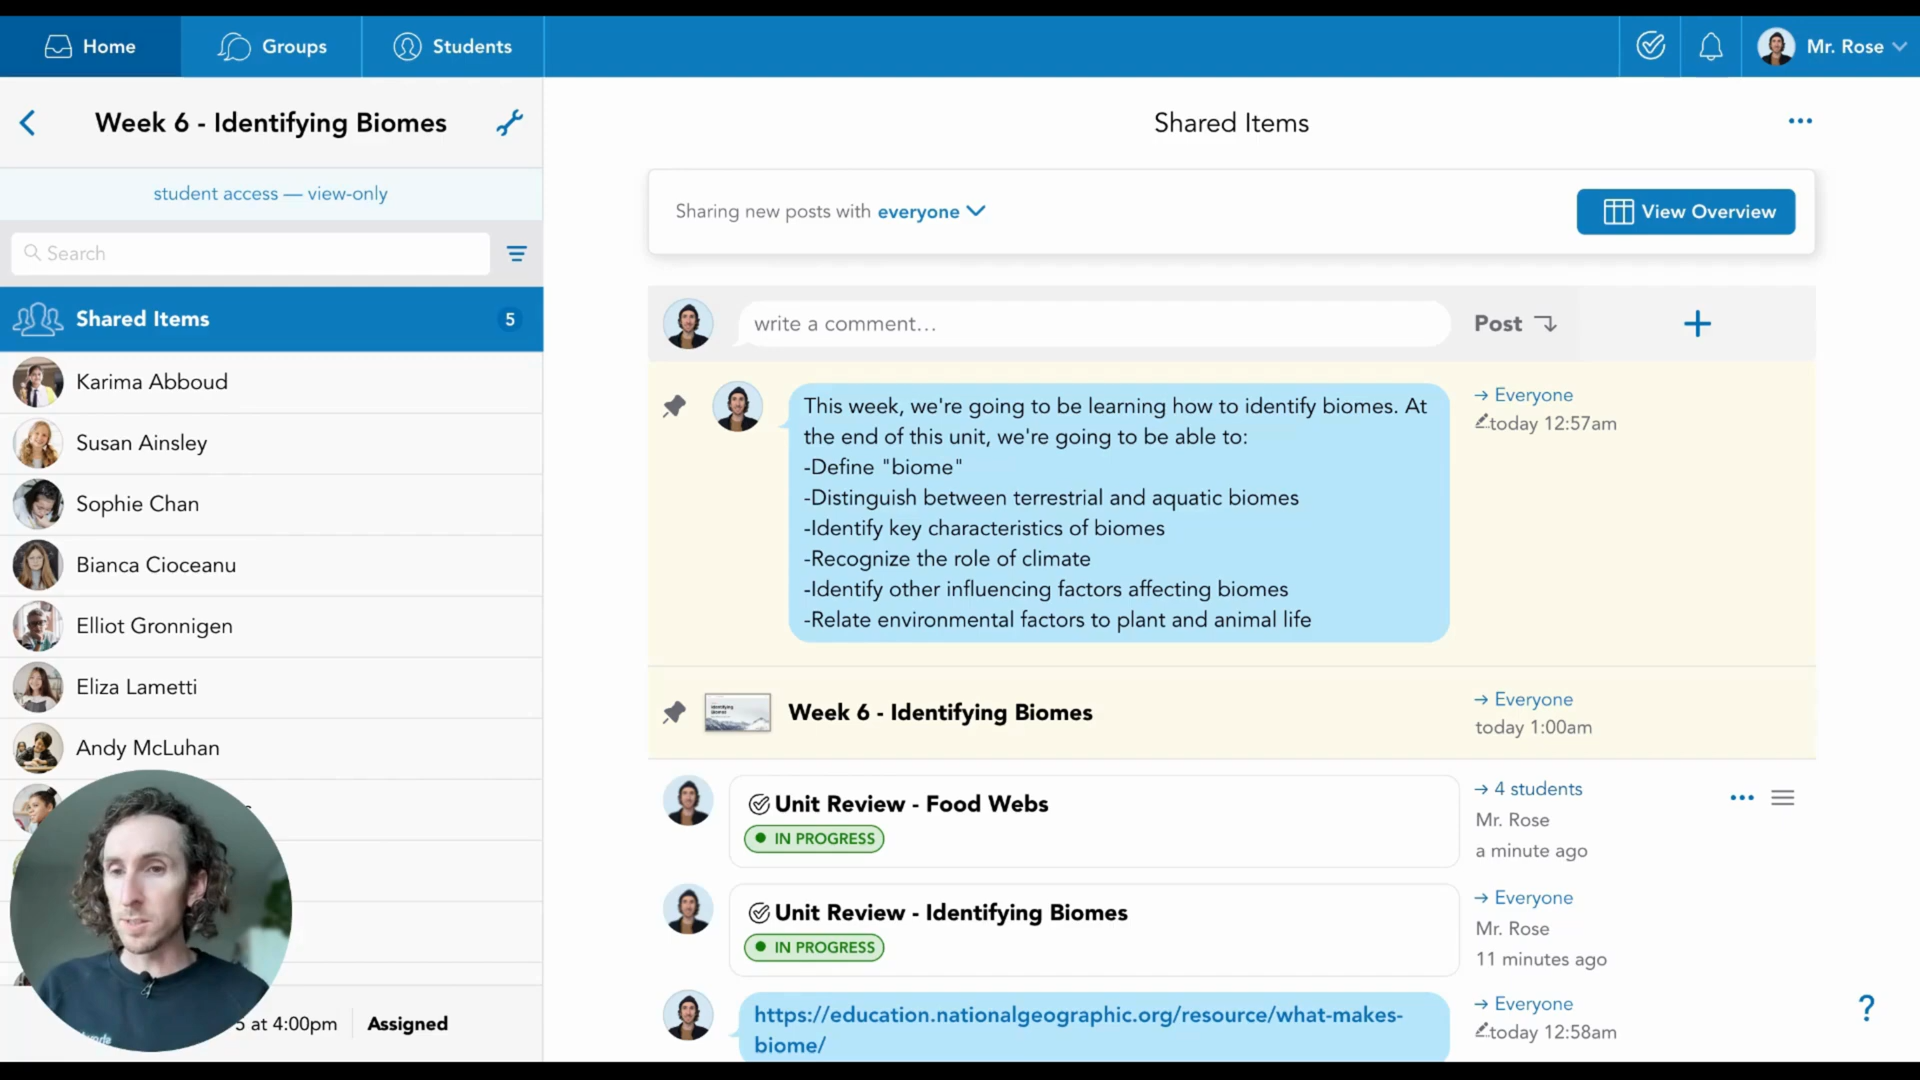 Home
Groups
Students
Mr. Rose
Week 6 - Identifying Biomes
student access — view-only
Search
Shared Items
5
Karima Abboud
Susan Ainsley
Sophie Chan
Bianca Cioceanu
Elliot Gronnigen
Eliza Lametti
Andy McLuhan
5 at 4:00pm
Assigned
Shared Items
Sharing new posts with everyone
View Overview
write a comment...
Post
This week, we're going to be learning how to identify biomes. At
the end of this unit, we're going to be able to:
-Define "biome"
-Distinguish between terrestrial and aquatic biomes
-Identify key characteristics of biomes
-Recognize the role of climate
-Identify other influencing factors affecting biomes
-Relate environmental factors to plant and animal life
→ Everyone
today 12:57am
Week 6 - Identifying Biomes
→ Everyone
today 1:00am
Unit Review - Food Webs
IN PROGRESS
→ 4 students
Mr. Rose
a minute ago
Unit Review - Identifying Biomes
IN PROGRESS
→ Everyone
Mr. Rose
11 minutes ago
https://education.nationalgeographic.org/resource/what-makes-
biome/
→ Everyone
today 12:58am
?